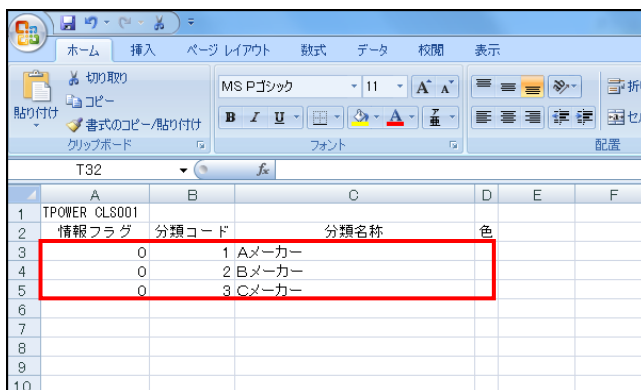 ホーム 挿入 ページ レイアウト 数式 データ 校閲 表示
切り取り
コピー
書式のコピー/貼り付け
貼り付け
クリップボード
MS Pゴシック 11 A A
B I U A 亜
フォント
折
セ
配置
T32 fx
A B C D E F
1 TPOWER CLS001
2 情報フラグ 分類コード 分類名称 色
3 0 1 Aメーカー
4 0 2 Bメーカー
5 0 3 Cメーカー
6
7
8
9
10